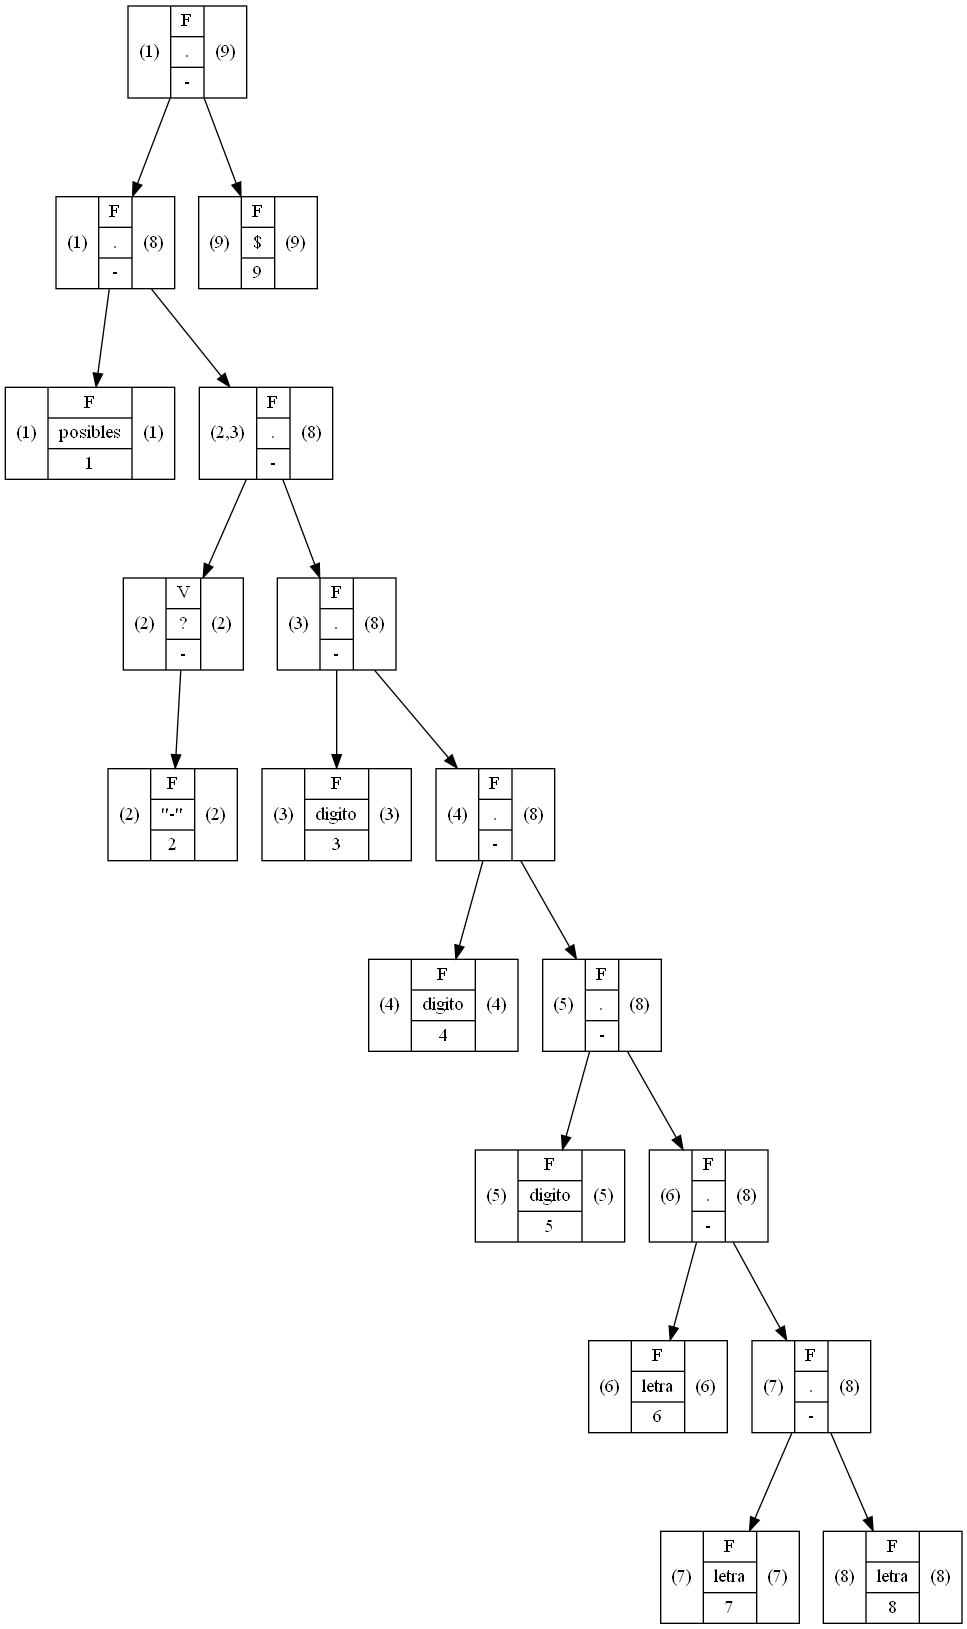 (1) F . - (9)
(1) F . - (8)
(9) F $ 9 (9)
(1) F posibles 1 (1)
(2,3) F . - (8)
(2) V ? - (2)
(3) F . - (8)
(2) F "-" 2 (2)
(3) F digito 3 (3)
(4) F . - (8)
(4) F digito 4 (4)
(5) F . - (8)
(5) F digito 5 (5)
(6) F . - (8)
(6) F letra 6 (6)
(7) F . - (8)
(7) F letra 7 (7)
(8) F letra 8 (8)